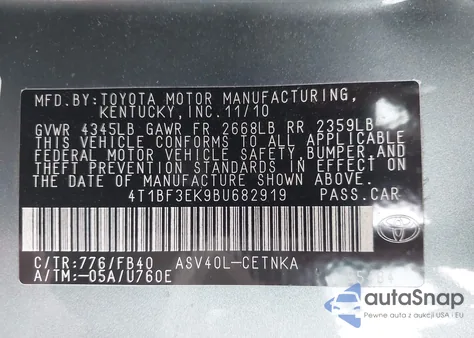 MFD.BY:TOYOTA MOTOR MANUFACTURING,
KENTUCKY, INC.11/10
GVWR 4345LB GAWR FR 2668LB RR 2359LB
THIS VEHICLE CONFORMS TO ALL APPLICABLE
FEDERAL MOTOR VEHICLE SAFETY,BUMPER,AND
THEFT PREVENTION STANDARDS IN EFFECT ON
THE DATE OF MANUFACTURE SHOWN ABOVE.
4T1BF3EK9BU682919 PASS.CAR
C/TR:776/FB40 ASV40L-CETNKA
A/TM:-05A/U760E
TOYOTA
autoSnap
Pewne auta z aukcji USA i EU